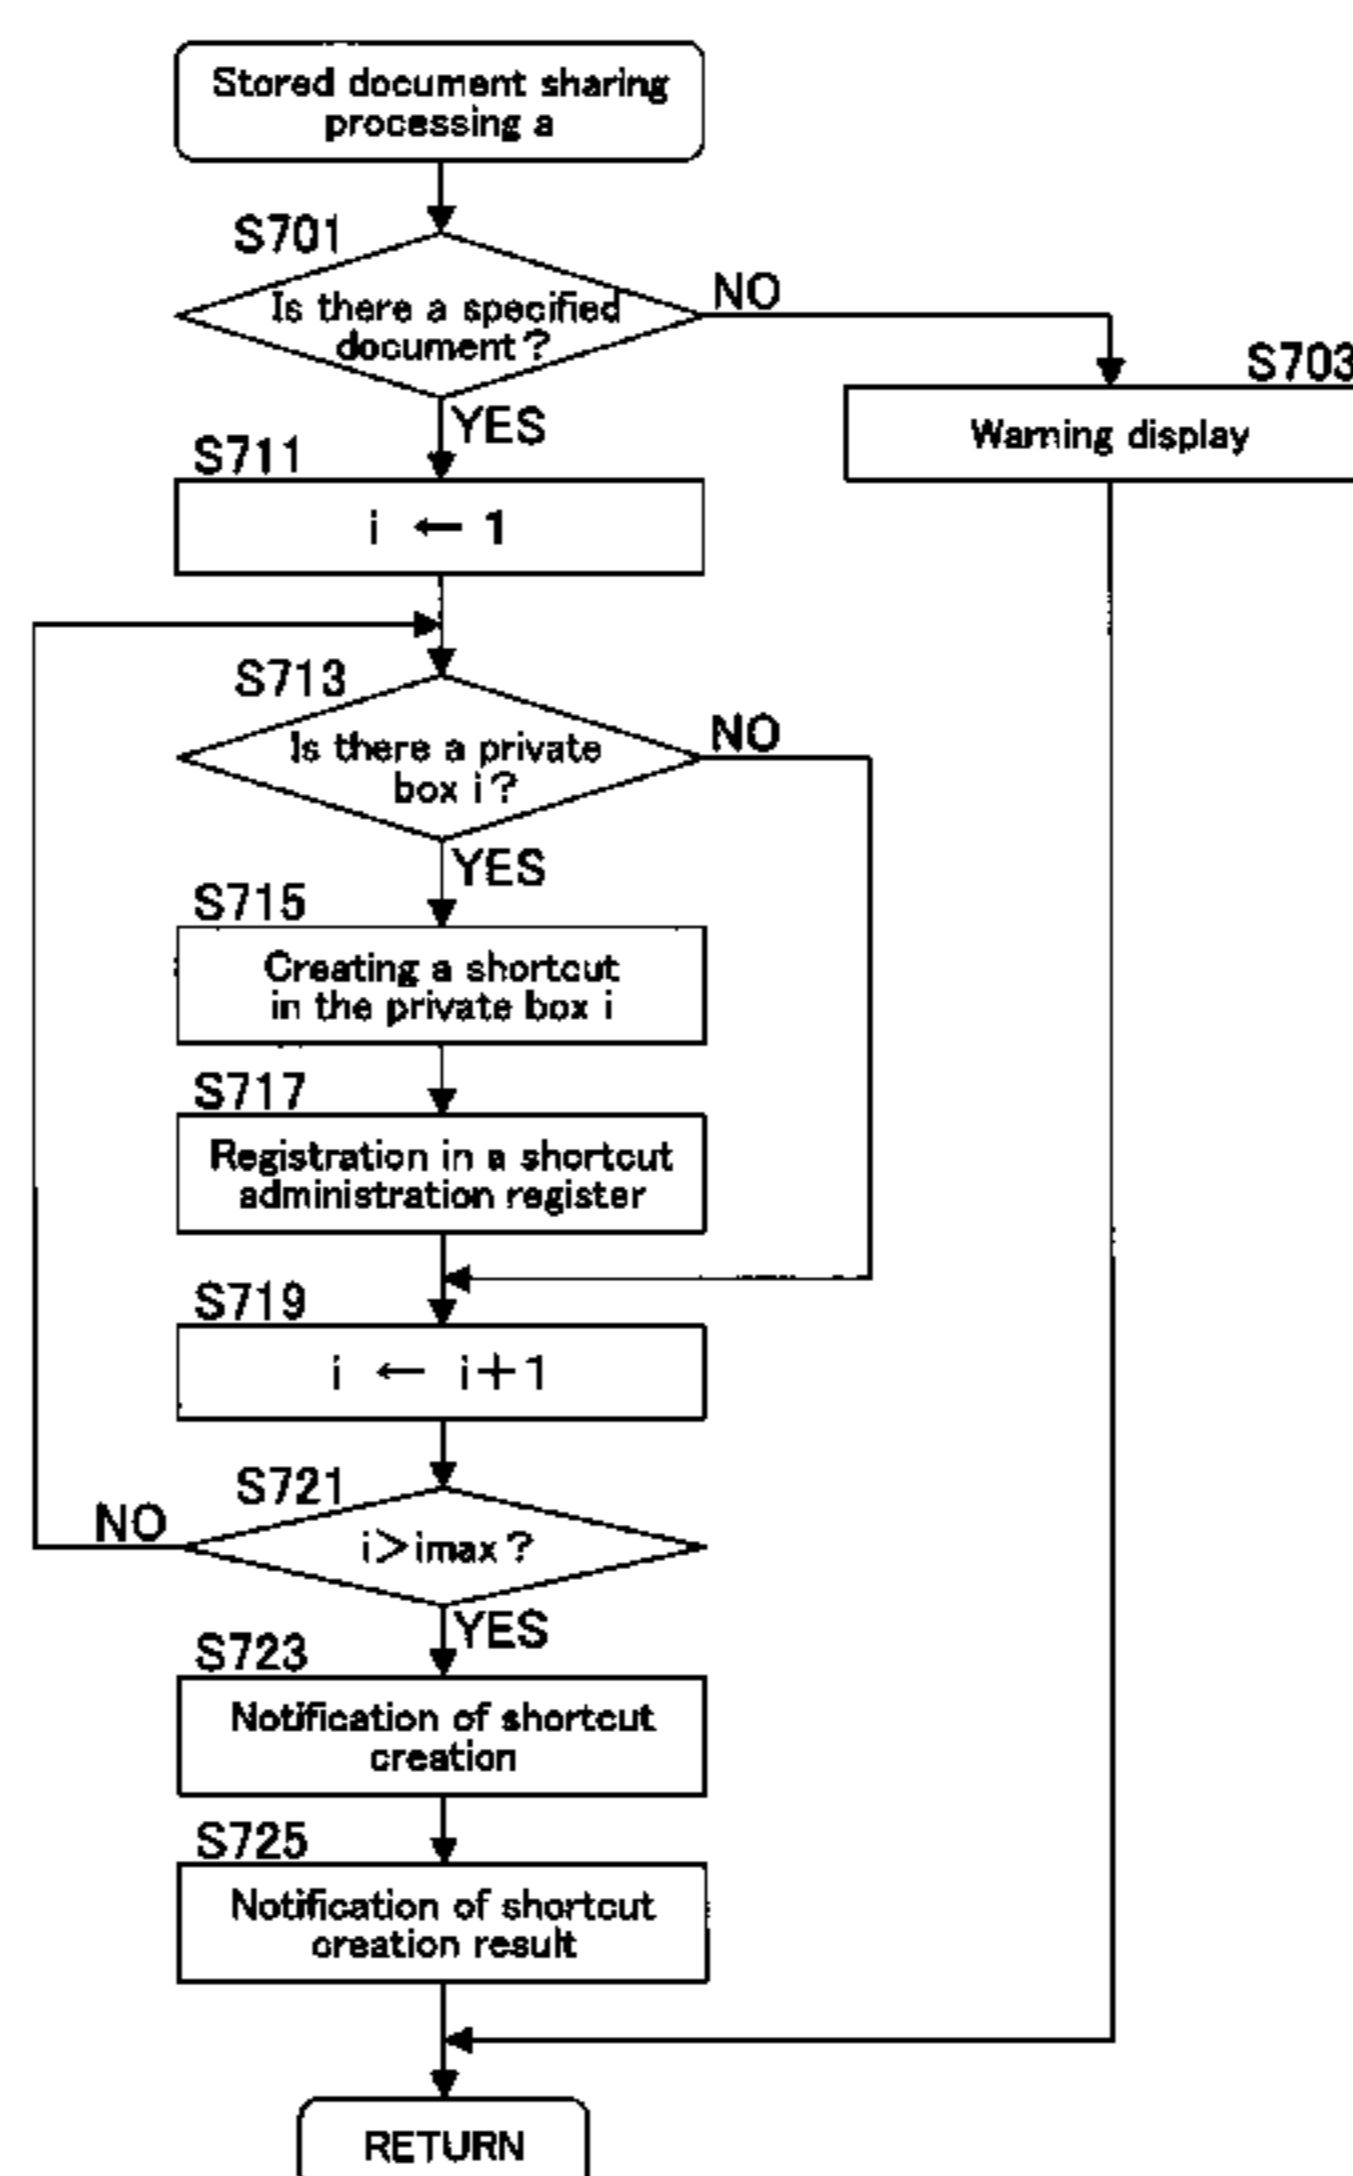 Stored document sharing
processing a
S701
Is there a specified
document?
NO
S703
Warning display
YES
S711
i ← 1
S713
Is there a private
box i?
NO
YES
S715
Creating a shortcut
in the private box i
S717
Registration in a shortcut
administration register
S719
i ← i+1
S721
NO
i>imax?
YES
S723
Notification of shortcut
creation
S725
Notification of shortcut
creation result
RETURN